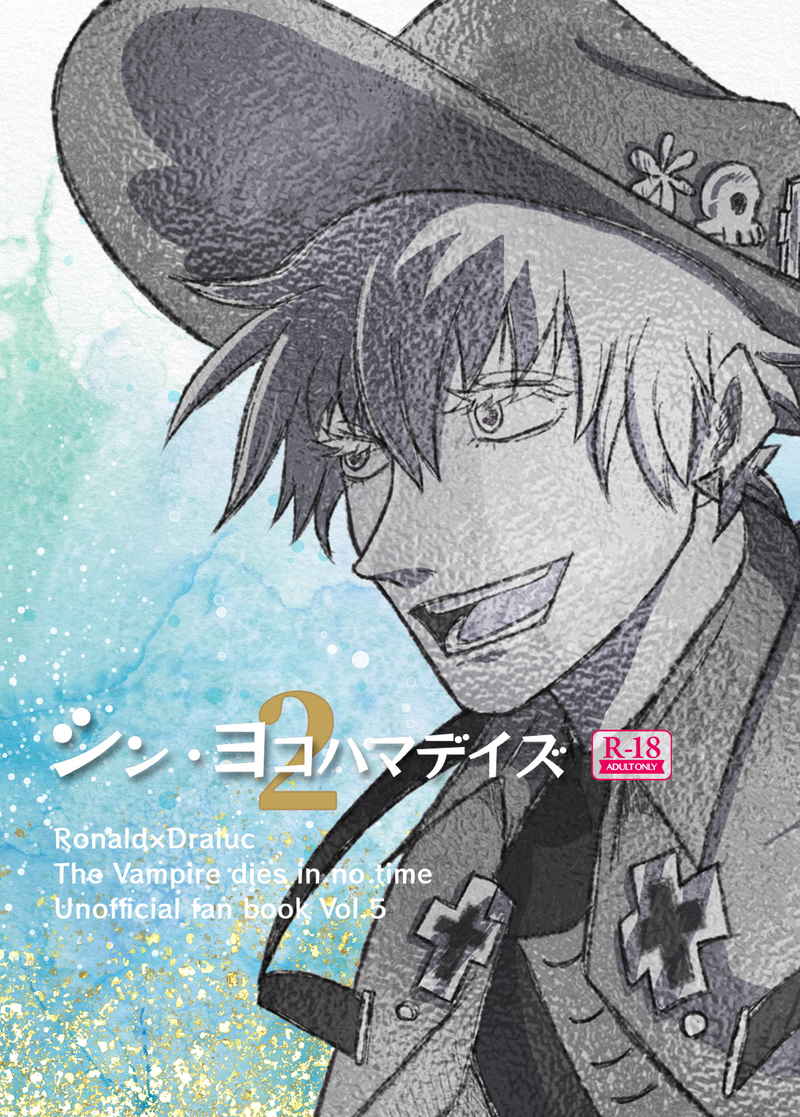 シン・ヨコハマデイズ
2
R-18
ADULT ONLY
Ronald×Draluc
The Vampire dies in no time
Unofficial fan book Vol.5